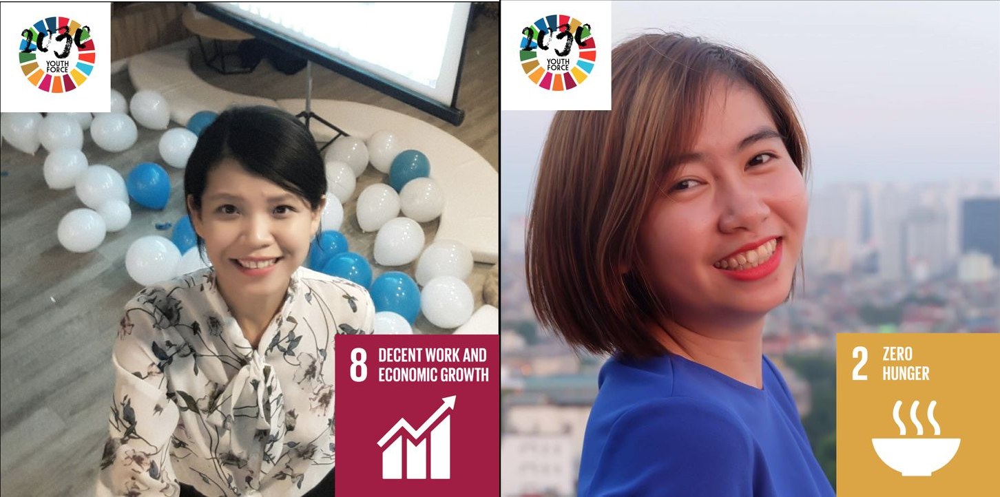 2030
YOUTH
FORCE
8
DECENT WORK AND
ECONOMIC GROWTH
2030
YOUTH
FORCE
2
ZERO
HUNGER